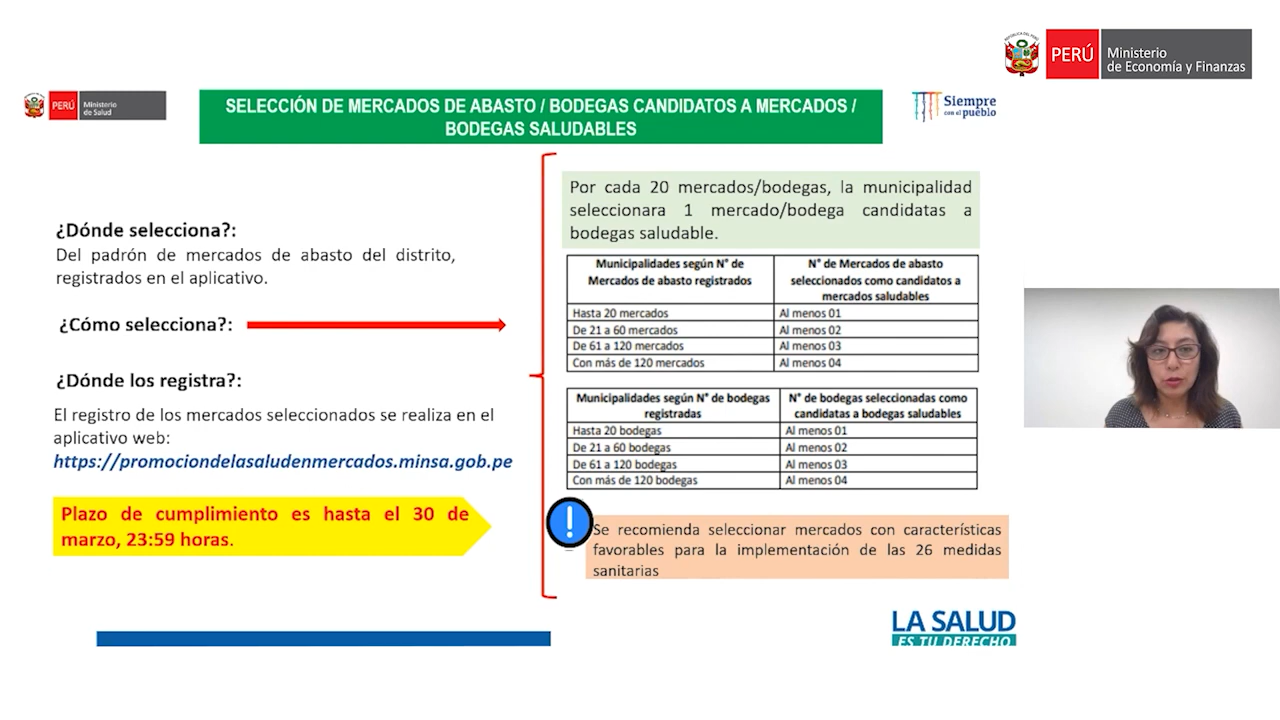 PERÚ
Ministerio
de Economía y Finanzas
PERÚ
Ministerio
de Salud
SELECCIÓN DE MERCADOS DE ABASTO / BODEGAS CANDIDATOS A MERCADOS /
BODEGAS SALUDABLES
Siempre
con el pueblo
¿Dónde selecciona?:
Del padrón de mercados de abasto del distrito,
registrados en el aplicativo.
¿Cómo selecciona?:
¿Dónde los registra?:
El registro de los mercados seleccionados se realiza en el
aplicativo web:
https://promociondelasaludenmercados.minsa.gob.pe
Plazo de cumplimiento es hasta el 30 de
marzo, 23:59 horas.
Por cada 20 mercados/bodegas, la municipalidad
seleccionara 1 mercado/bodega candidatas a
bodegas saludable.
Municipalidades según N° de
Mercados de abasto registrados
N° de Mercados de abasto
seleccionados como candidatos a
mercados saludables
Hasta 20 mercados
Al menos 01
De 21 a 60 mercados
Al menos 02
De 61 a 120 mercados
Al menos 03
Con más de 120 mercados
Al menos 04
Municipalidades según N° de bodegas
registradas
N° de bodegas seleccionadas como
candidatas a bodegas saludables
Hasta 20 bodegas
Al menos 01
De 21 a 60 bodegas
Al menos 02
De 61 a 120 bodegas
Al menos 03
Con más de 120 bodegas
Al menos 04
Se recomienda seleccionar mercados con características
favorables para la implementación de las 26 medidas
sanitarias
LA SALUD
ES TU DERECHO